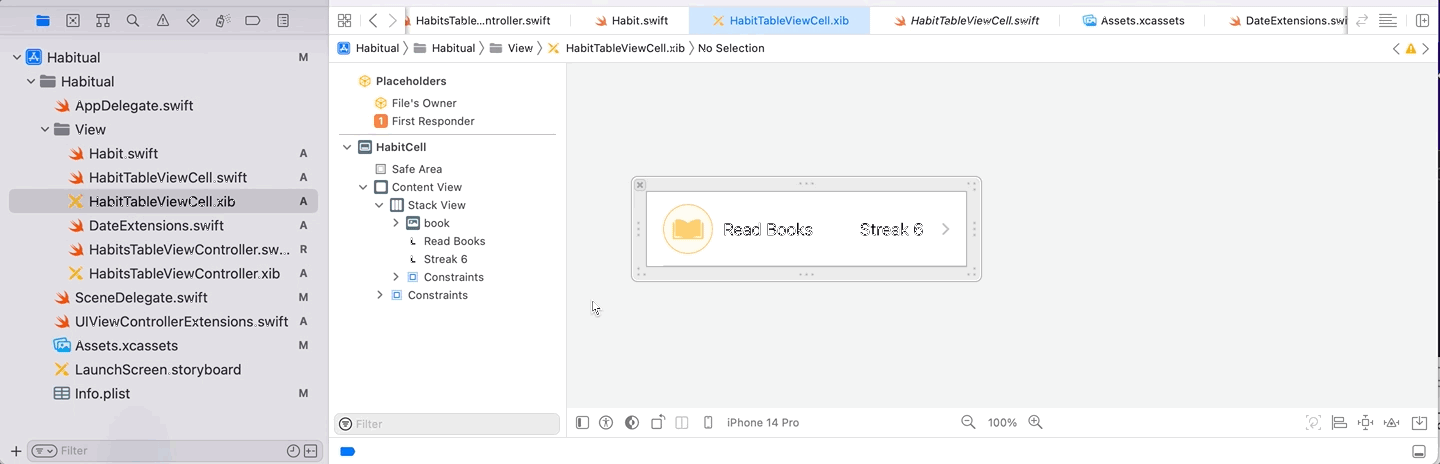 HabitsTable...ntroller.swift
Habit.swift
HabitTableViewCell.xib
HabitTableViewCell.swift
Assets.xcassets
DateExtensions.swi
Habitual M
Habitual
AppDelegate.swift
View
Habit.swift A
HabitTableViewCell.swift A
HabitTableViewCell.xib A
DateExtensions.swift A
HabitsTableViewController.sw... R
HabitsTableViewController.xib A
SceneDelegate.swift M
UIViewControllerExtensions.swift A
Assets.xcassets M
LaunchScreen.storyboard
Info.plist M
Filter
Habitual Habitual View HabitTableViewCell.xib No Selection
Placeholders
File's Owner
1 First Responder
HabitCell
Safe Area
Content View
Stack View
book
L Read Books
L Streak 6
Constraints
Constraints
Filter
Read Books Streak 6
iPhone 14 Pro
100%